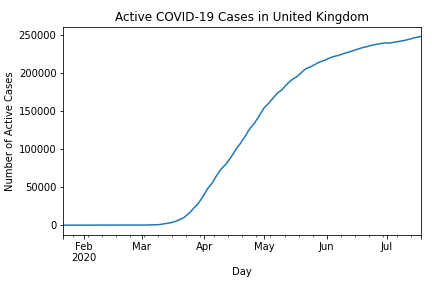 Active COVID-19 Cases in United Kingdom
Number of Active Cases
250000
200000
150000
100000
50000
0
Feb Mar Apr May Jun Jul
2020
Day